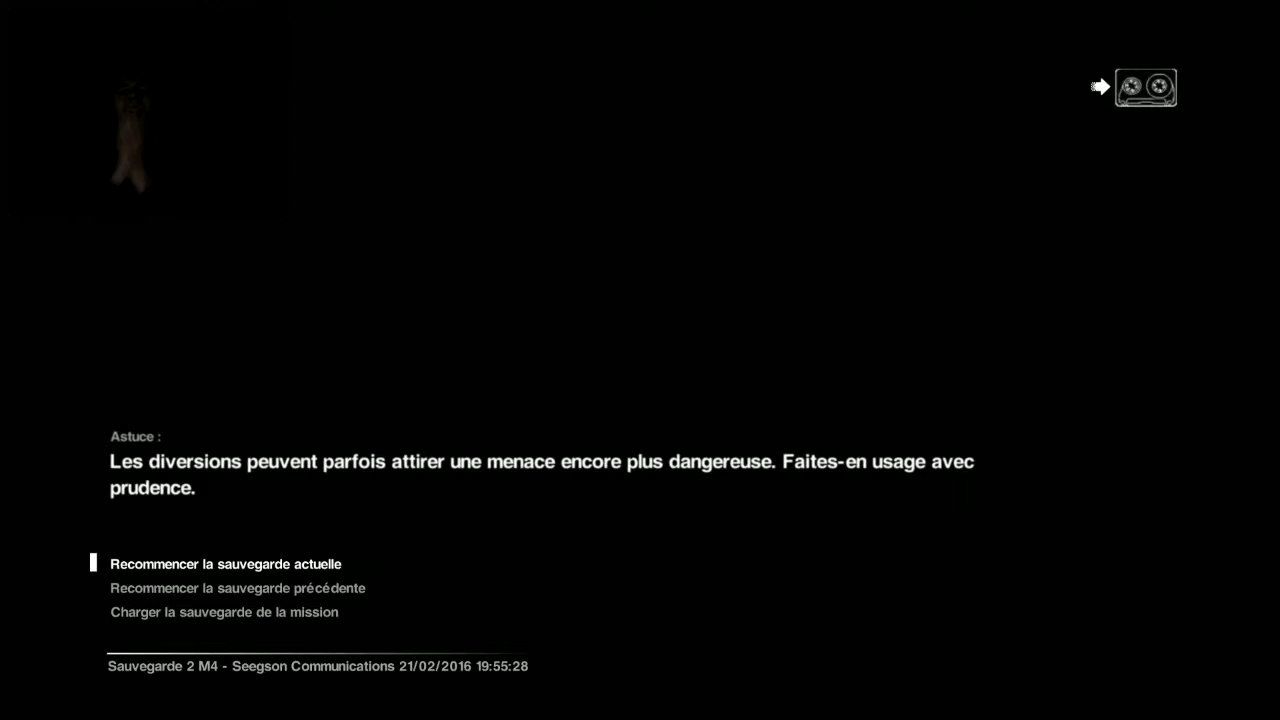 Astuce :
Les diversions peuvent parfois attirer une menace encore plus dangereuse. Faites-en usage avec
prudence.
Recommencer la sauvegarde actuelle
Recommencer la sauvegarde précédente
Charger la sauvegarde de la mission
Sauvegarde 2 M4 - Seegson Communications 21/02/2016 19:55:28